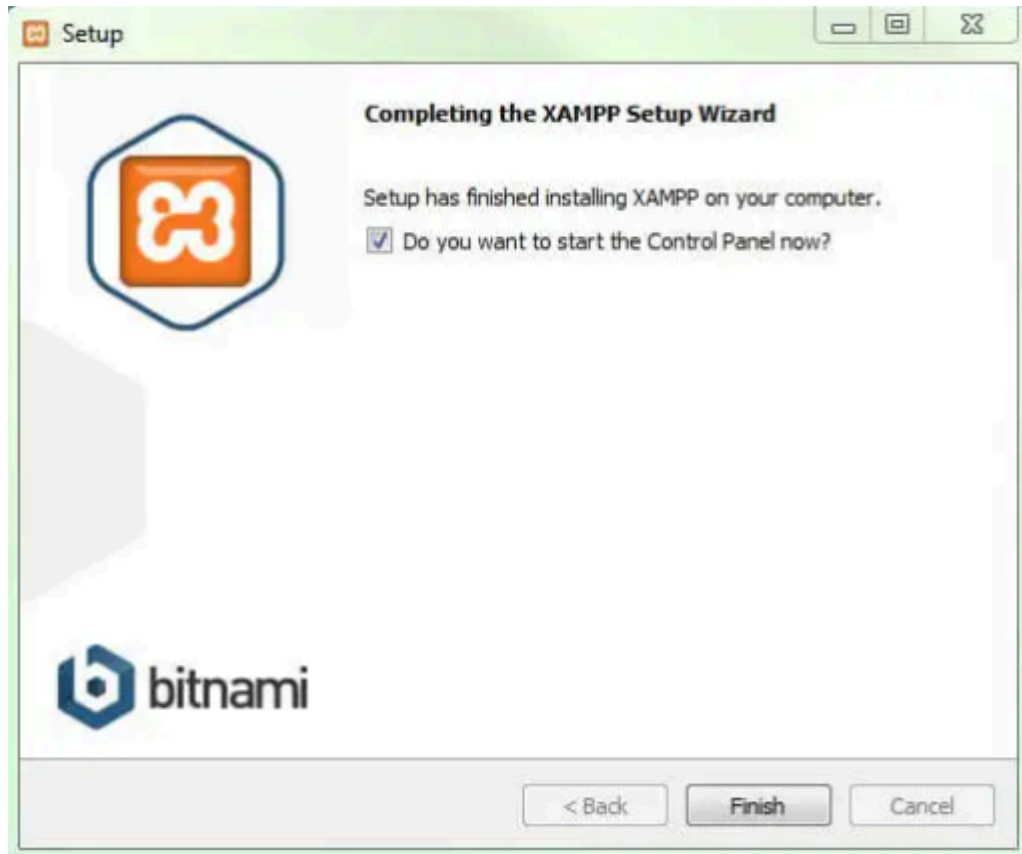 Setup
Completing the XAMPP Setup Wizard
Setup has finished installing XAMPP on your computer.
Do you want to start the Control Panel now?
bitnami
< Back
Finish
Cancel